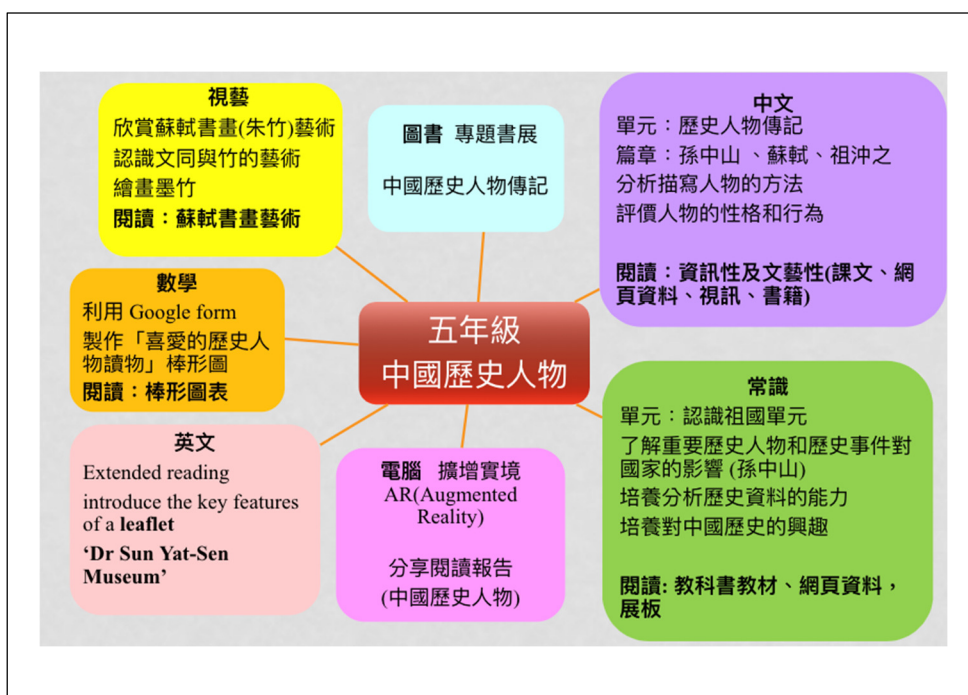 視藝
欣賞蘇軾書畫(朱竹)藝術
認識文同與竹的藝術
繪畫墨竹
閱讀：蘇軾書畫藝術
圖書 專題書展
中國歷史人物傳記
中文
單元：歷史人物傳記
篇章：孫中山 、蘇軾、祖沖之
分析描寫人物的方法
評價人物的性格和行為
閱讀：資訊性及文藝性(課文、網
頁資料、視訊、書籍)
數學
利用 Google form
製作「喜愛的歷史人
物讀物」棒形圖
閱讀：棒形圖表
五年級
中國歷史人物
常識
單元：認識祖國單元
了解重要歷史人物和歷史事件對
國家的影響 (孫中山)
培養分析歷史資料的能力
培養對中國歷史的興趣
閱讀: 教科書教材、網頁資料，
展板
英文
Extended reading
introduce the key features
of a leaflet
‘Dr Sun Yat-Sen
Museum’
電腦 擴增實境
AR(Augmented
Reality)
分享閱讀報告
(中國歷史人物)